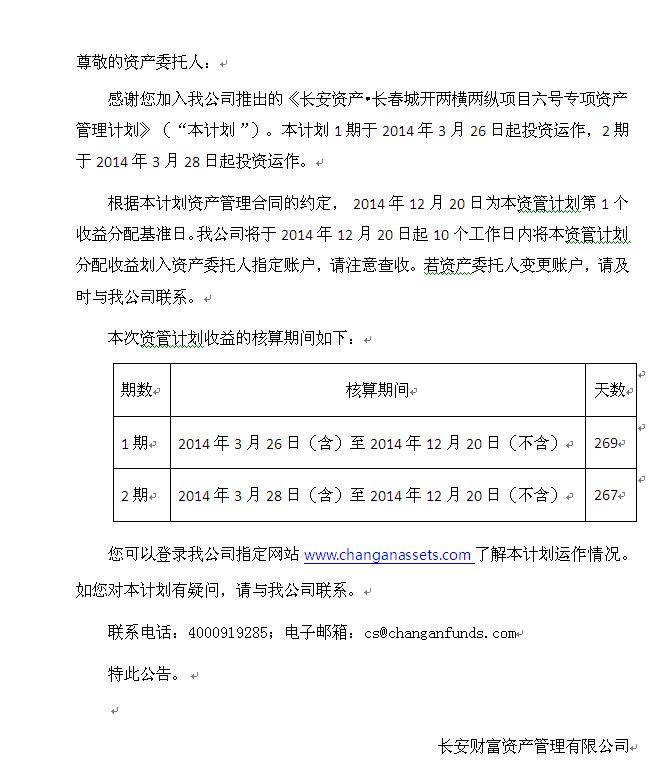 尊敬的资产委托人：
感谢您加入我公司推出的《长安资产•长春城开两横两纵项目六号专项资产
管理计划》（“本计划”）。本计划 1 期于 2014 年 3 月 26 日起投资运作，2 期
于 2014 年 3 月 28 日起投资运作。
根据本计划资产管理合同的约定， 2014 年 12 月 20 日为本资管计划第 1 个
收益分配基准日。我公司将于 2014 年 12 月 20 日起 10 个工作日内将本资管计划
分配收益划入资产委托人指定账户，请注意查收。若资产委托人变更账户，请及
时与我公司联系。
本次资管计划收益的核算期间如下：
期数 核算期间 天数
1 期 2014 年 3 月 26 日（含）至 2014 年 12 月 20 日（不含） 269
2 期 2014 年 3 月 28 日（含）至 2014 年 12 月 20 日（不含） 267
您可以登录我公司指定网站 www.changanassets.com 了解本计划运作情况。
如您对本计划有疑问，请与我公司联系。
联系电话：4000919285；电子邮箱：cs@changanfunds.com
特此公告。
长安财富资产管理有限公司